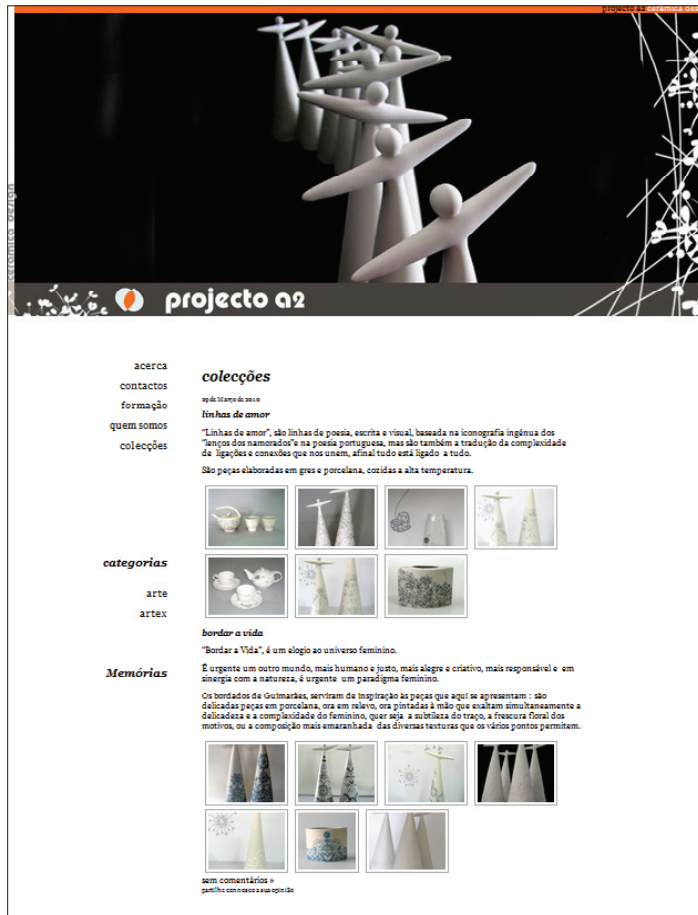 projecto a2 cerâmica des
cerâmica design
projecto a2
acerca
contactos
formação
quem somos
colecções
categorias
arte
artex
Memórias
colecções
de Março de 2010
linhas de amor
“Linhas de amor”, são linhas de poesia, escrita e visual, baseada na iconografia ingénua dos
“lenços dos namorados”e na poesia portuguesa, mas são também a tradução da complexidade
de ligações e conexões que nos unem, afinal tudo está ligado a tudo.
São peças elaboradas em gres e porcelana, cozidas a alta temperatura.
bordar a vida
“Bordar a Vida”, é um elogio ao universo feminino.
É urgente um outro mundo, mais humano e justo, mais alegre e criativo, mais responsável e em
sinergia com a natureza, é urgente um paradigma feminino.
Os bordados de Guimarães, serviram de inspiração às peças que aqui se apresentam : são
delicadas peças em porcelana, ora em relevo, ora pintadas à mão que exaltam simultaneamente a
delicadeza e a complexidade do feminino, quer seja a subtileza do traço, a frescura floral dos
motivos, ou a composição mais emaranhada das diversas texturas que os vários pontos permitem.
sem comentários »
partilhe connosco a sua opinião